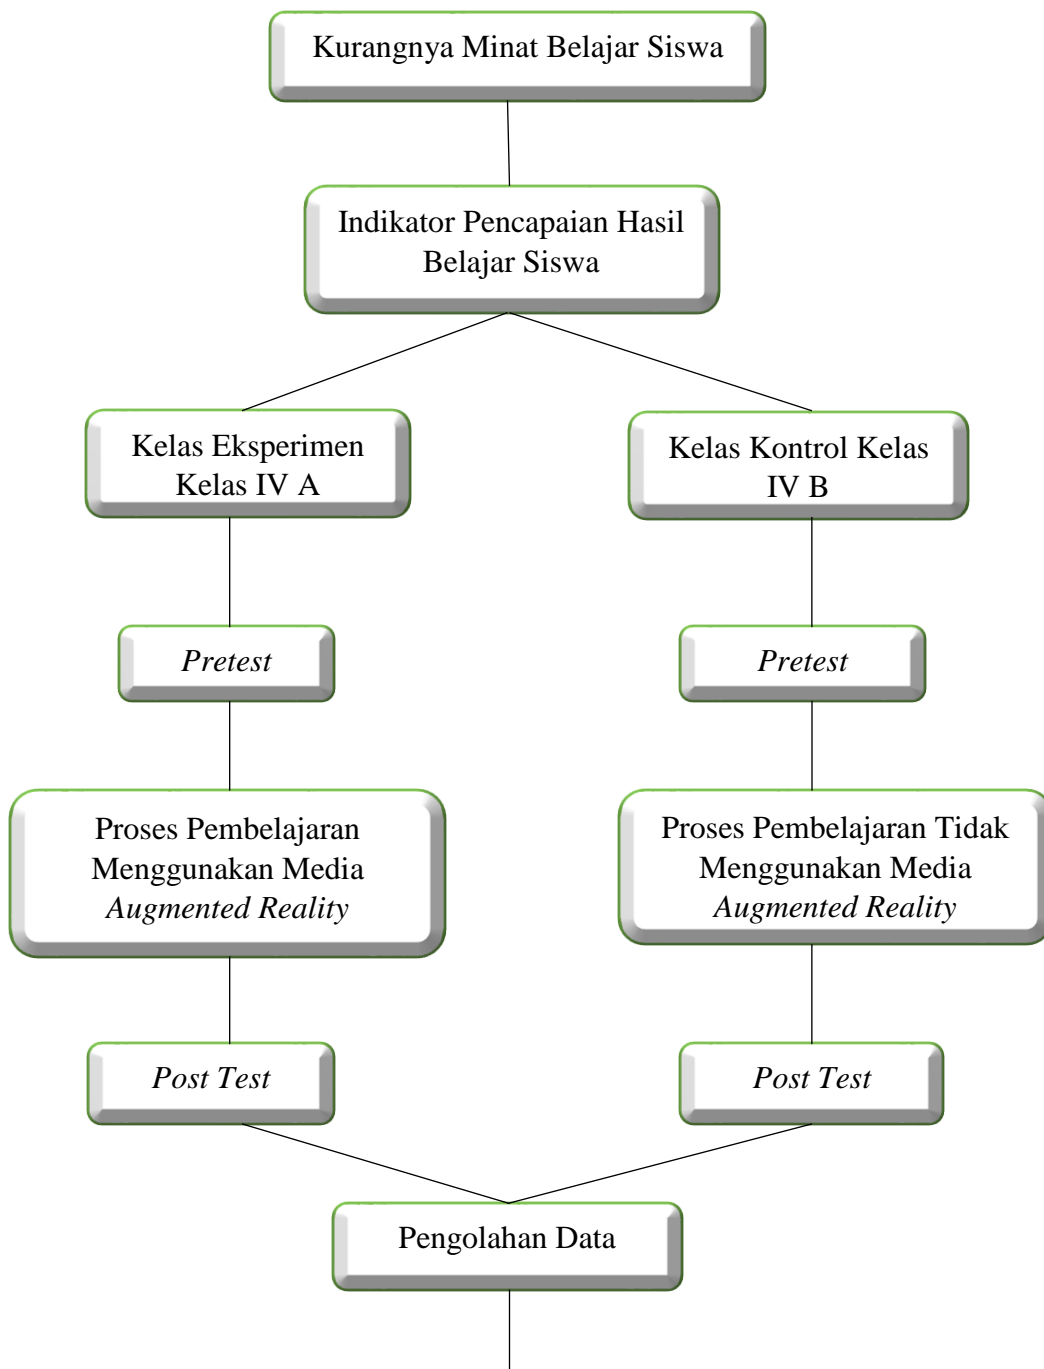 Kurangnya Minat Belajar Siswa
Indikator Pencapaian Hasil
Belajar Siswa
Kelas Eksperimen
Kelas IV A
Kelas Kontrol Kelas
IV B
Pretest
Pretest
Proses Pembelajaran
Menggunakan Media
Augmented Reality
Proses Pembelajaran Tidak
Menggunakan Media
Augmented Reality
Post Test
Post Test
Pengolahan Data